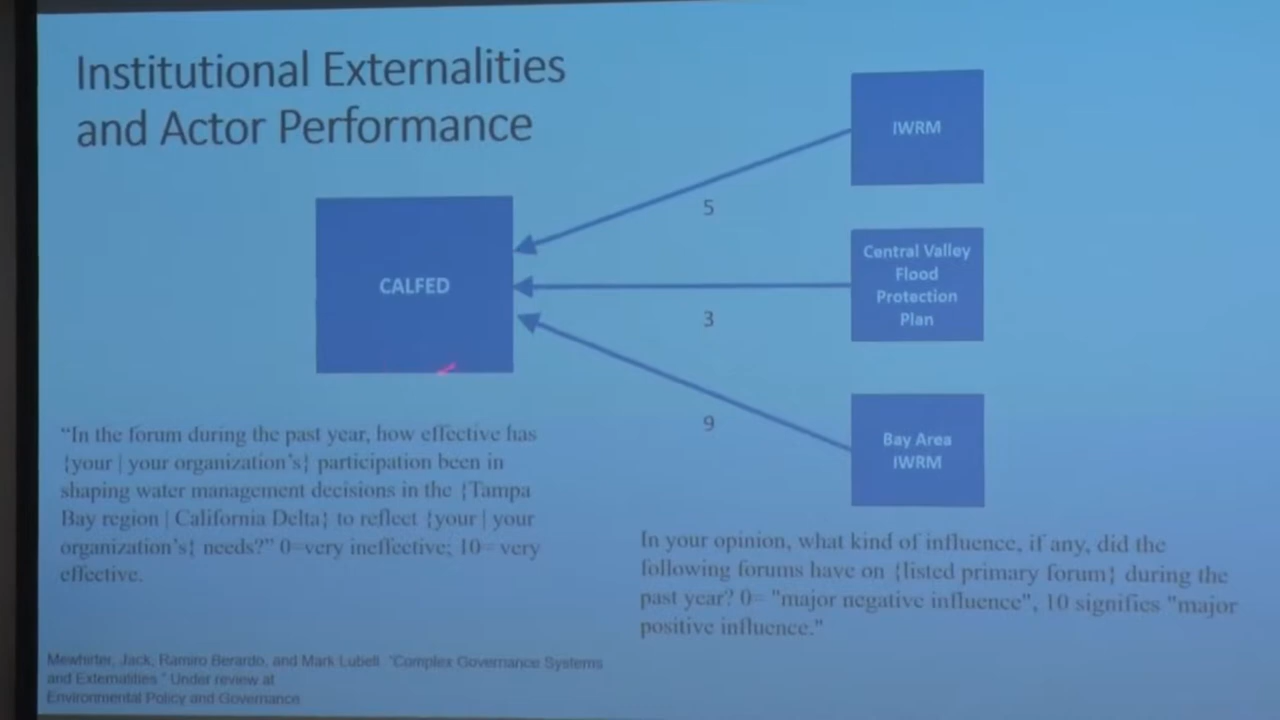 Institutional Externalities
and Actor Performance
IWRM
5
Central Valley
Flood
Protection
Plan
CALFED
3
9
Bay Area
IWRM
"In the forum during the past year, how effective has
{your | your organization's} participation been in
shaping water management decisions in the {Tampa
Bay region | California Delta} to reflect {your | your
organization's} needs?" 0=very ineffective; 10= very
effective.
In your opinion, what kind of influence, if any, did the
following forums have on {listed primary forum} during the
past year? 0= "major negative influence", 10 signifies "major
positive influence."
Mewhirter, Jack, Ramiro Berardo, and Mark Lubell. "Complex Governance Systems
and Externalities." Under review at
Environmental Policy and Governance